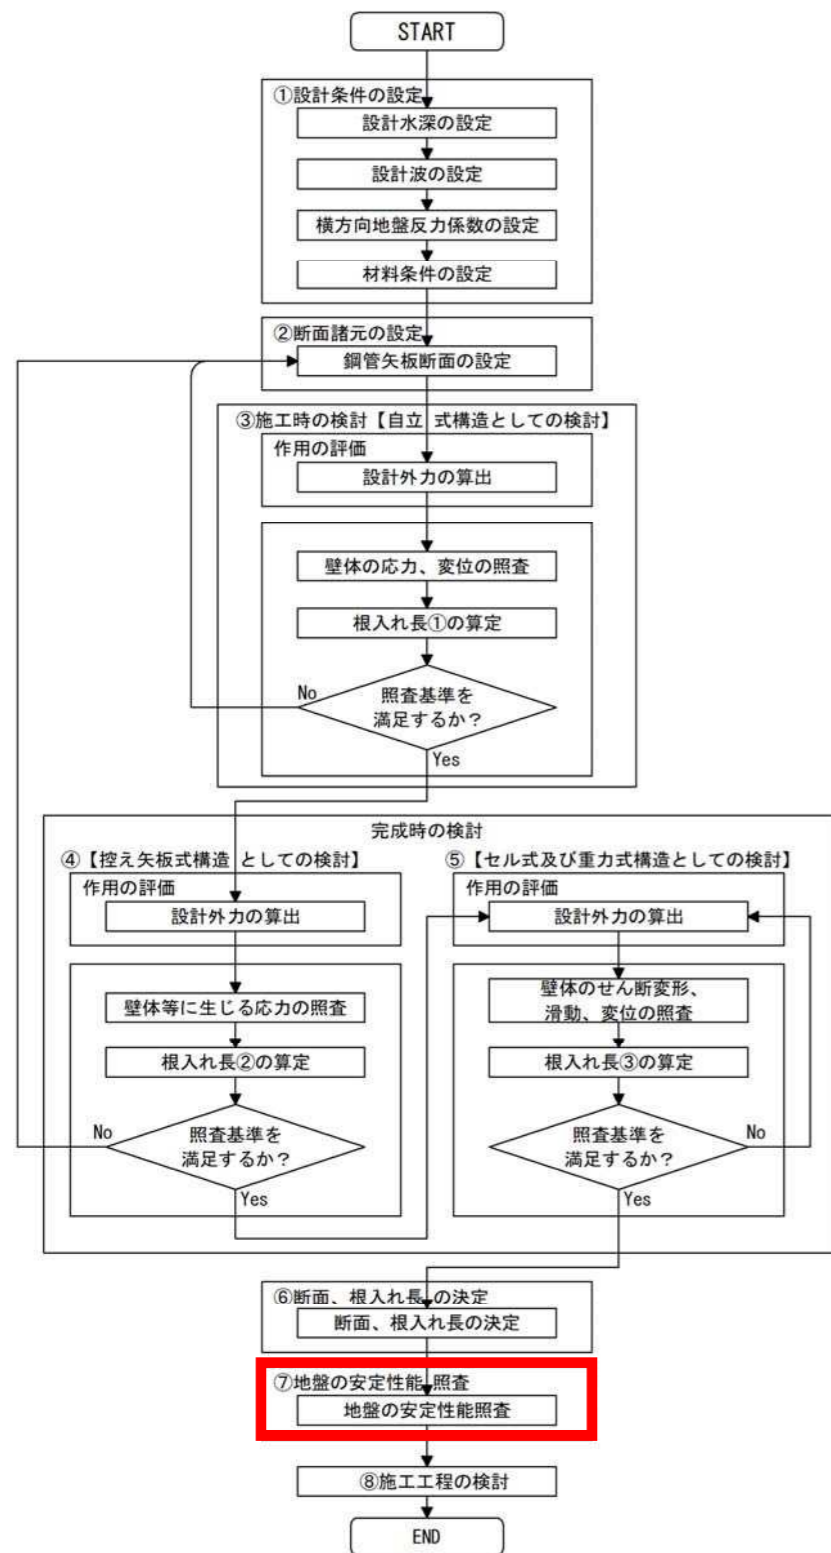 START
①設計条件の設定
設計水深の設定
設計波の設定
横方向地盤反力係数の設定
材料条件の設定
②断面諸元の設定
鋼管矢板断面の設定
③施工時の検討【自立 式構造としての検討】
作用の評価
設計外力の算出
壁体の応力、変位の照査
根入れ長①の算定
No
照査基準を
満足するか？
Yes
完成時の検討
④【控え矢板式構造 としての検討】
作用の評価
設計外力の算出
壁体等に生じる応力の照査
根入れ長②の算定
No
照査基準を
満足するか？
Yes
⑤【セル式及び重力式構造としての検討】
作用の評価
設計外力の算出
壁体のせん断変形、
滑動、変位の照査
根入れ長③の算定
照査基準を
満足するか？
No
Yes
⑥断面、根入れ長 の決定
断面、根入れ長の決定
⑦地盤の安定性能 照査
地盤の安定性能照査
⑧施工工程の検討
END